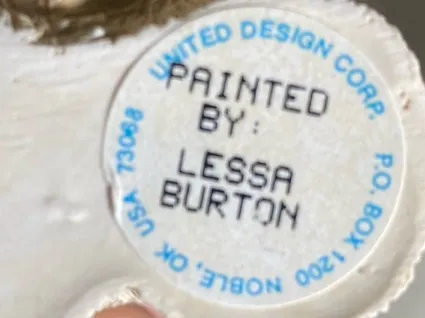 UNITED DESIGN CORP. P.O. BOX 1200 NOBLE, OK USA 73068
PAINTED
BY:
LESSA
BURTON